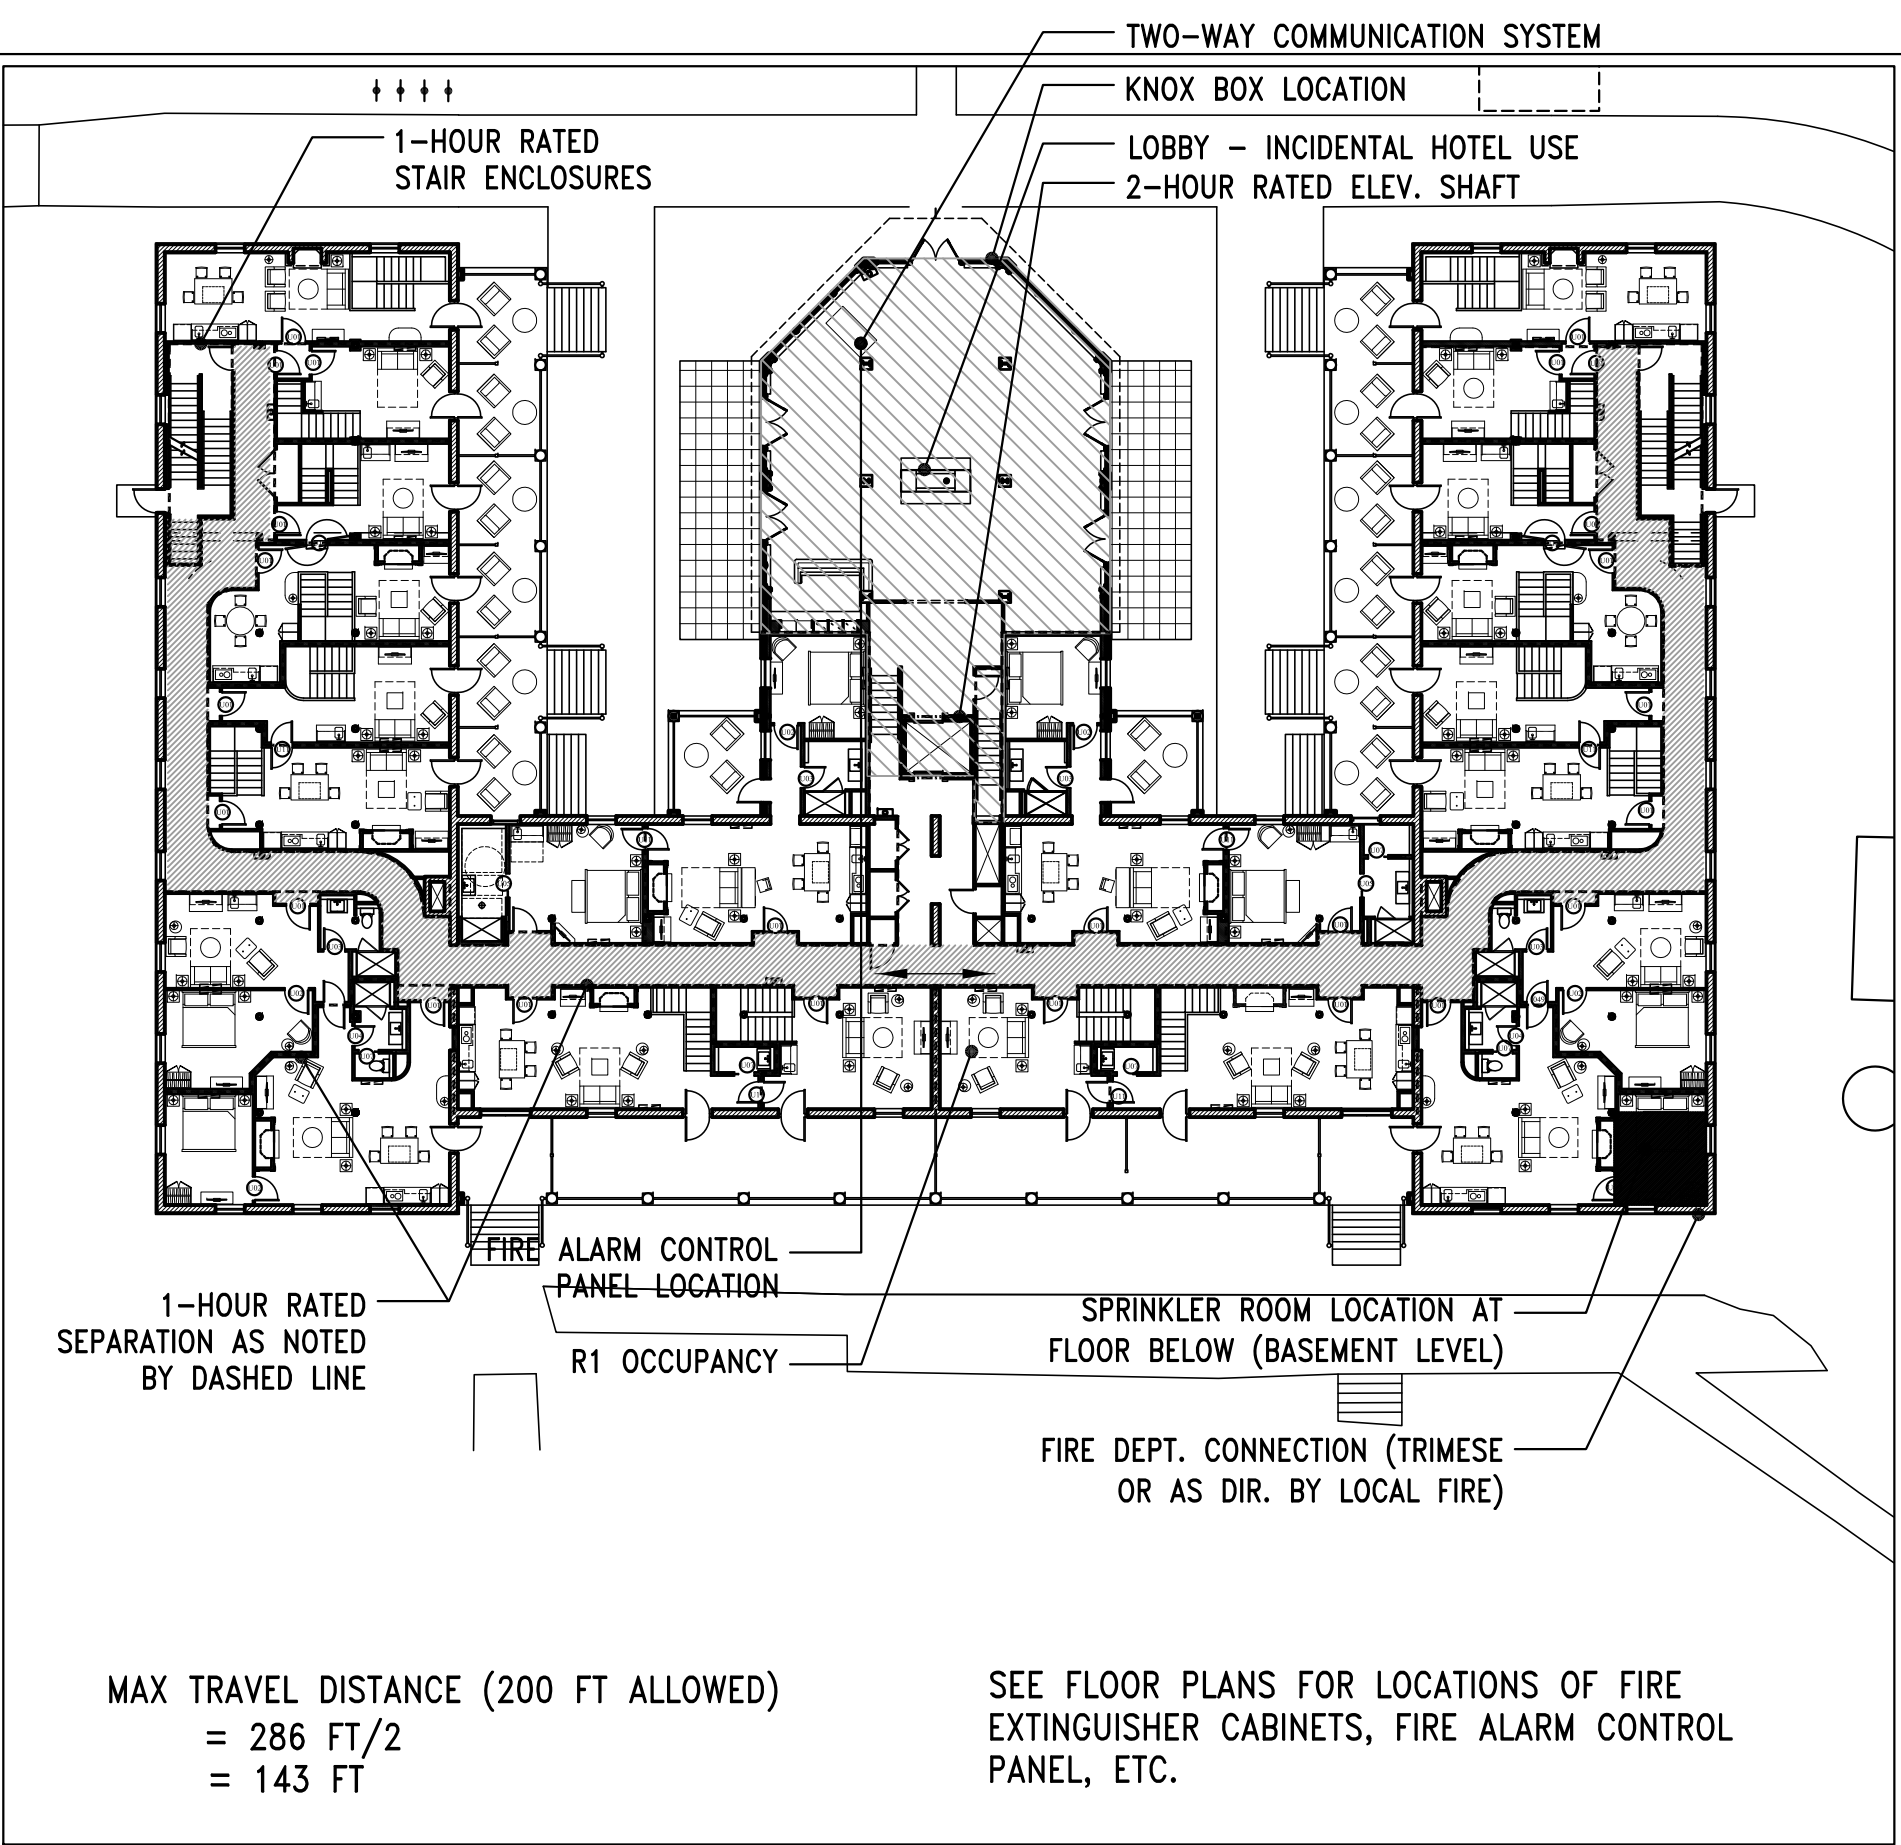 TWO-WAY COMMUNICATION SYSTEM
KNOX BOX LOCATION
1-HOUR RATED
STAIR ENCLOSURES
LOBBY - INCIDENTAL HOTEL USE
2-HOUR RATED ELEV. SHAFT
FIRE ALARM CONTROL
PANEL LOCATION
1-HOUR RATED
SEPARATION AS NOTED
BY DASHED LINE
R1 OCCUPANCY
SPRINKLER ROOM LOCATION AT
FLOOR BELOW (BASEMENT LEVEL)
FIRE DEPT. CONNECTION (TRIMESE
OR AS DIR. BY LOCAL FIRE)
MAX TRAVEL DISTANCE (200 FT ALLOWED)
= 286 FT/2
= 143 FT
SEE FLOOR PLANS FOR LOCATIONS OF FIRE
EXTINGUISHER CABINETS, FIRE ALARM CONTROL
PANEL, ETC.